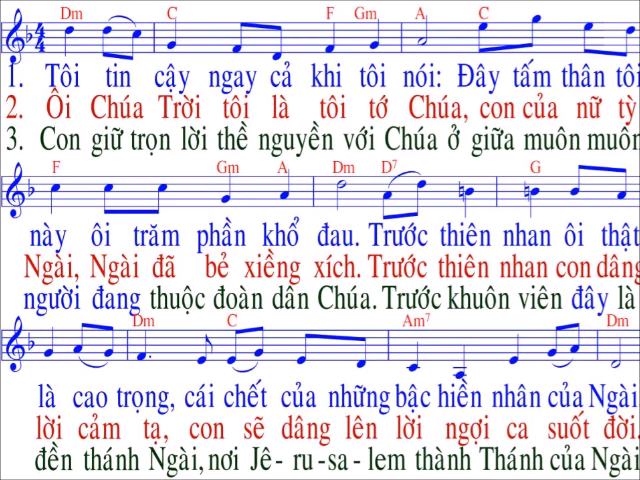 Dm C F Gm A C
4 4
1. Tôi tin cậy ngay cả khi tôi nói: Đây tấm thân tôi
2. Ôi Chúa Trời tôi là tôi tớ Chúa, con của nữ tỳ
3. Con giữ trọn lời thề nguyền với Chúa ở giữa muôn muôn
F Gm A Dm D7 G
này ôi trăm phần khổ đau. Trước thiên nhan ôi thật
Ngài, Ngài đã bẻ xiềng xích. Trước thiên nhan con dâng
người đang thuộc đoàn dân Chúa. Trước khuôn viên đây là
Dm C Am7 Dm
là cao trọng, cái chết của những bậc hiền nhân của Ngài
lời cảm tạ, con sẽ dâng lên lời ngợi ca suốt đời.
đền thánh Ngài, nơi Jê- ru -sa- lem thành Thánh của Ngài